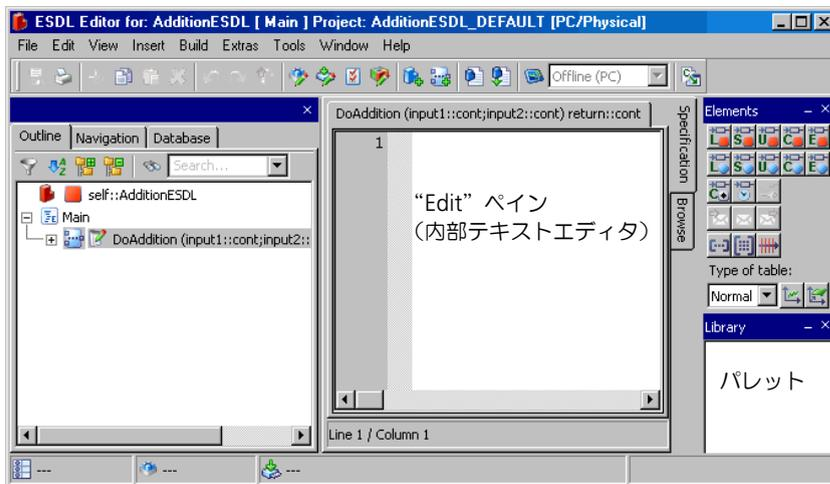 ESDL Editor for: AdditionESDL [ Main ] Project: AdditionESDL_DEFAULT [PC/Physical]
File Edit View Insert Build Extras Tools Window Help
Offline (PC)
Outline Navigation Database
Search...
self::AdditionESDL
Main
DoAddition (input1::cont;input2::
DoAddition (input1::cont;input2::cont) return::cont
1
“Edit” ペイン
（内部テキストエディタ）
Line 1 / Column 1
Specification
Browse
Elements
L S U C E
L S U C E
C
Type of table:
Normal
Library
パレット
--- --- ---